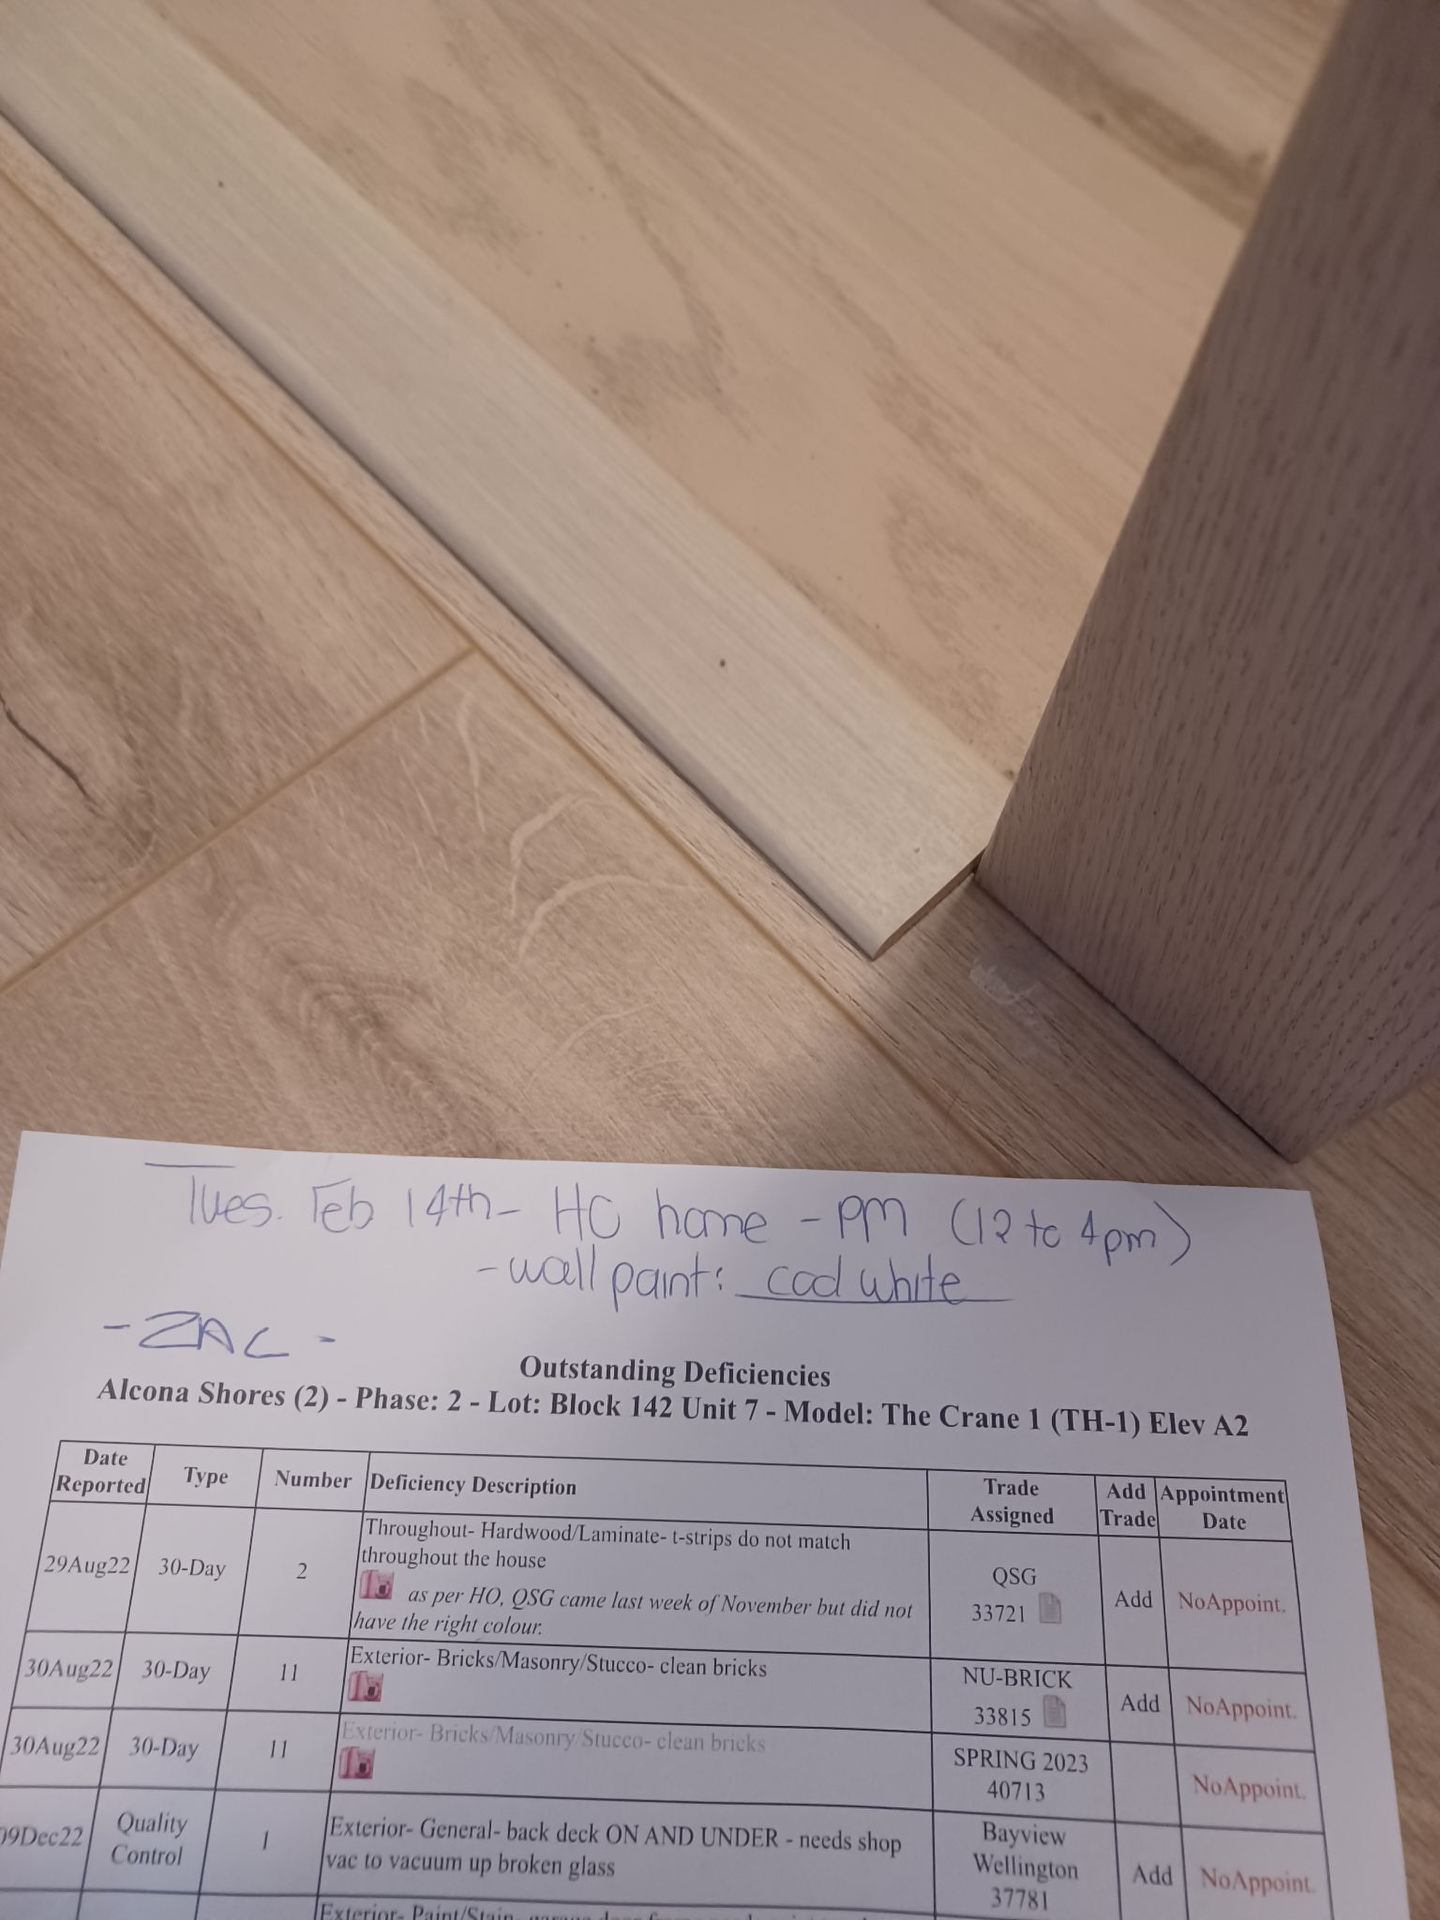 Tues. Feb 14th - HO home - PM (12 to 4pm)
- wall paint: cod white
- ZAC -
Outstanding Deficiencies
Alcona Shores (2) - Phase: 2 - Lot: Block 142 Unit 7 - Model: The Crane 1 (TH-1) Elev A2
Date Reported Type Number Deficiency Description Trade Assigned Add Trade Appointment Date
29Aug22 30-Day 2 Throughout- Hardwood/Laminate- t-strips do not match
throughout the house
as per HO, QSG came last week of November but did not
have the right colour.
QSG
33721 Add NoAppoint.
30Aug22 30-Day 11 Exterior- Bricks/Masonry/Stucco- clean bricks
NU-BRICK
33815 Add NoAppoint.
30Aug22 30-Day 11 Exterior- Bricks/Masonry/Stucco- clean bricks
SPRING 2023
40713 NoAppoint.
09Dec22 Quality Control 1 Exterior- General- back deck ON AND UNDER - needs shop
vac to vacuum up broken glass
Bayview
Wellington
37781 Add NoAppoint.
Exterior- Paint/Stain- garage door frame